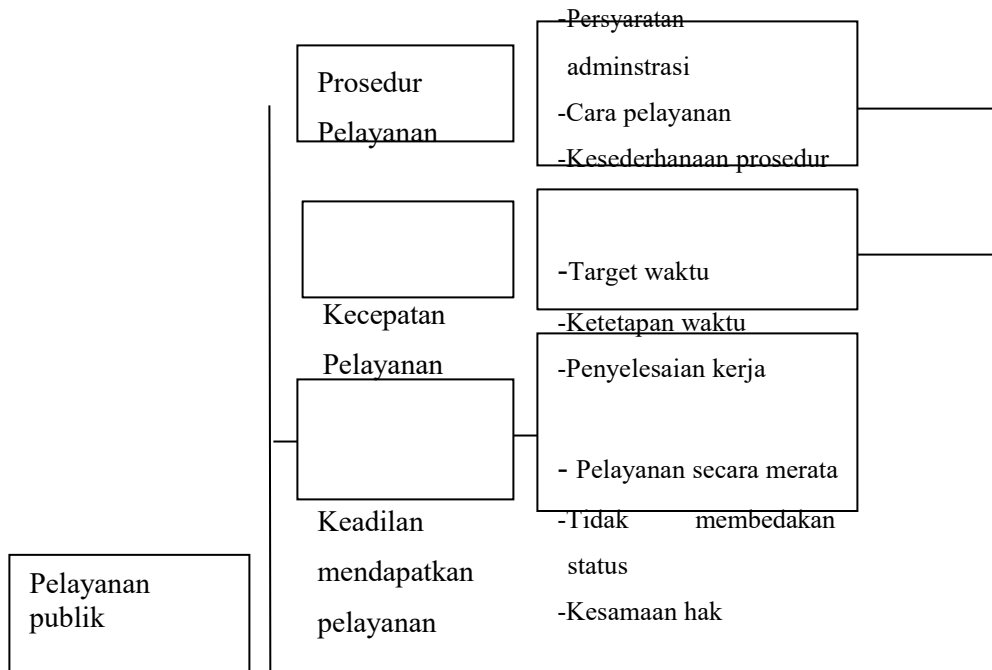 Prosedur
Pelayanan
-Persyaratan
adminstrasi
-Cara pelayanan
-Kesederhanaan prosedur
Kecepatan
Pelayanan
-Target waktu
-Ketetapan waktu
-Penyelesaian kerja
Keadilan
mendapatkan
pelayanan
- Pelayanan secara merata
-Tidak membedakan
status
-Kesamaan hak
Pelayanan
publik